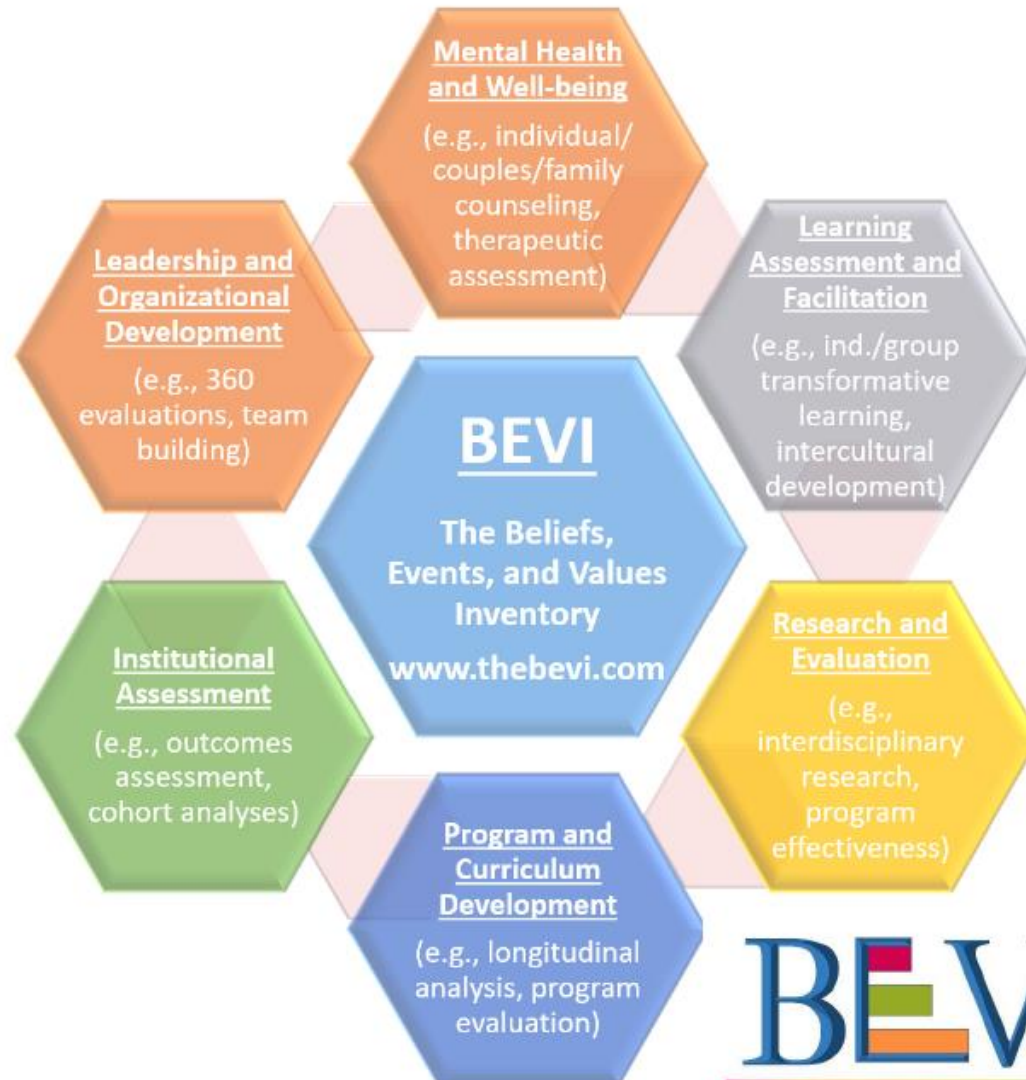 Mental Health
and Well-being
(e.g., individual/
couples/family
counseling,
therapeutic
assessment)
Learning
Assessment and
Facilitation
(e.g., ind./group
transformative
learning,
intercultural
development)
Leadership and
Organizational
Development
(e.g., 360
evaluations, team
building)
BEVI
The Beliefs,
Events, and Values
Inventory
www.thebevi.com
Research and
Evaluation
(e.g.,
interdisciplinary
research,
program
effectiveness)
Institutional
Assessment
(e.g., outcomes
assessment,
cohort analyses)
Program and
Curriculum
Development
(e.g., longitudinal
analysis, program
evaluation)
BEV